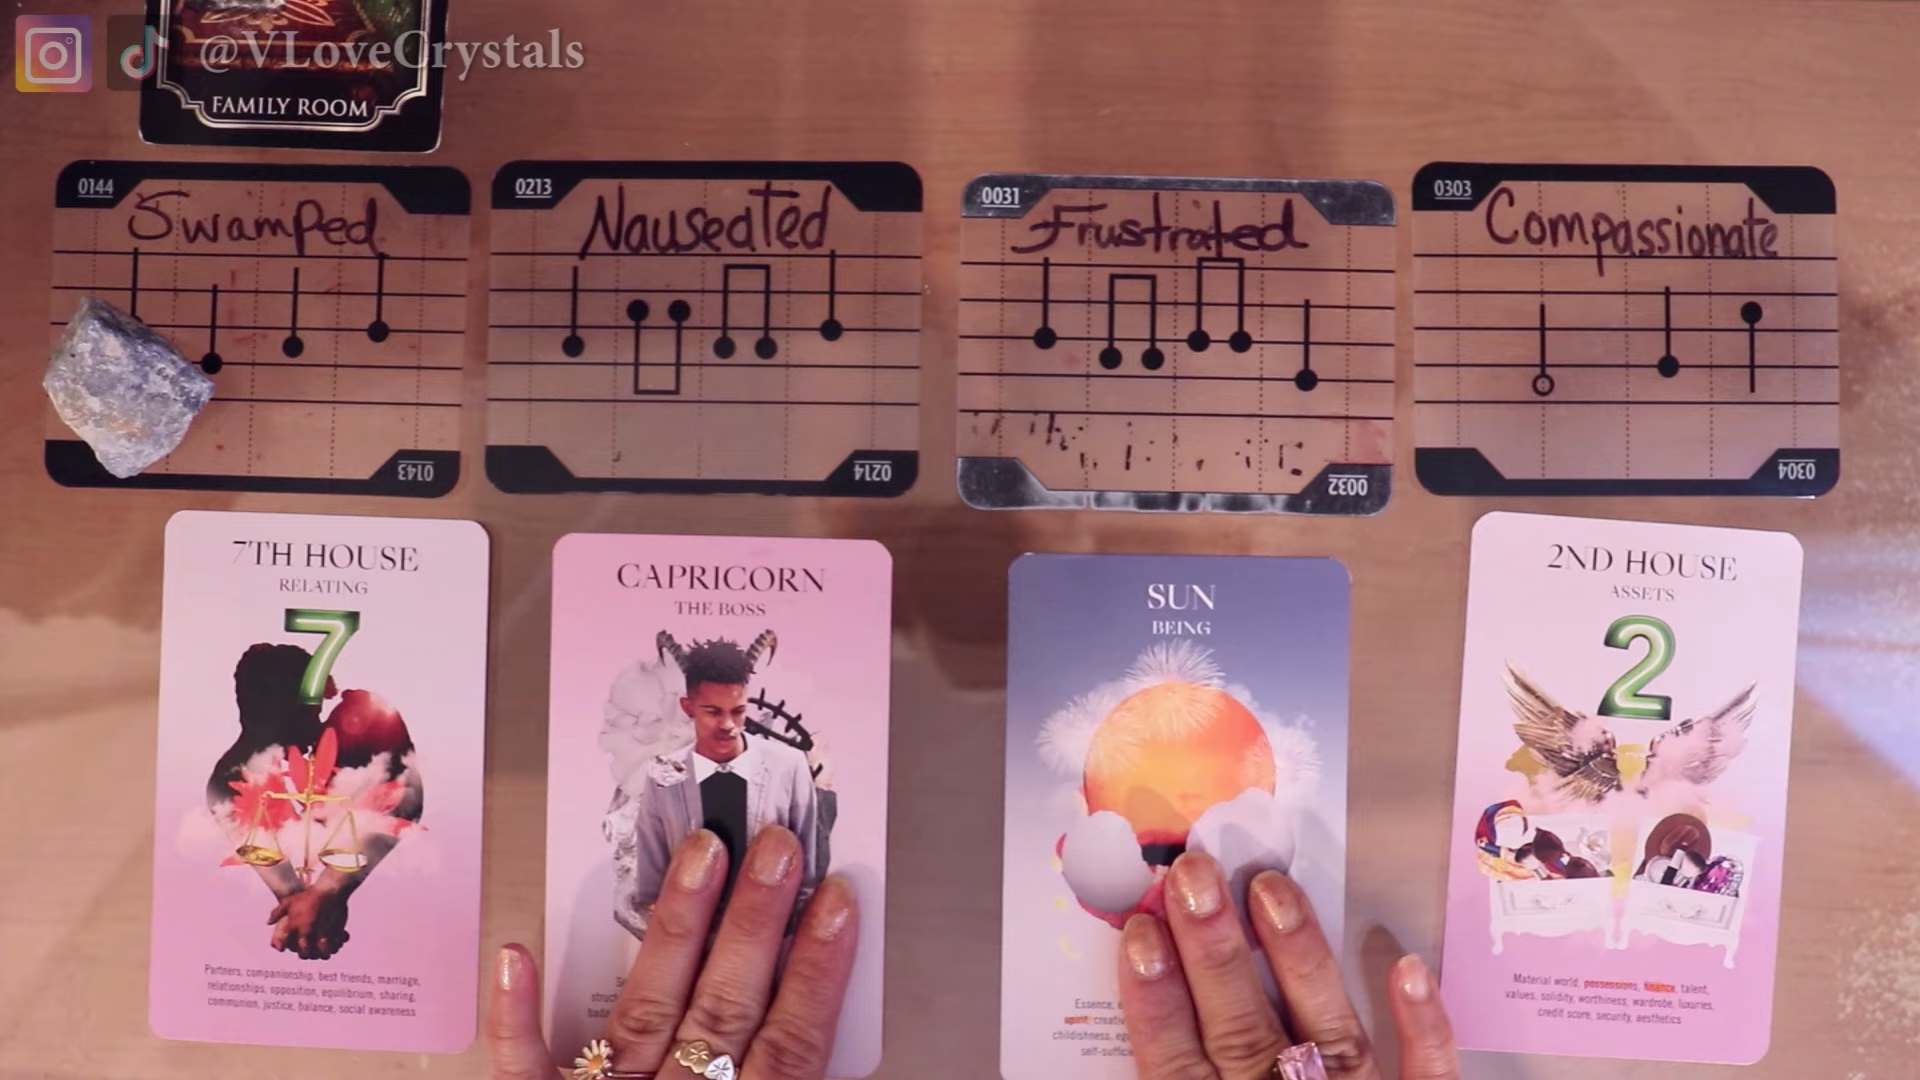 @VLoveCrystals
FAMILY ROOM
0144
Swamped
0143
0213
Nauseated
0214
0031
Frustrated
0032
0303
Compassionate
0304
7TH HOUSE
RELATING
7
Partners, companionship, best friends, marriage,
relationships, opposition, equilibrium, sharing,
communion, justice, balance, social awareness
CAPRICORN
THE BOSS
SUN
BEING
Essence,
spirit, creativ
childishness,
self-suffic
2ND HOUSE
ASSETS
2
Material world, possessions, finance, talent,
values, solidity, worthiness, wardrobe, luxuries,
credit score, security, aesthetics